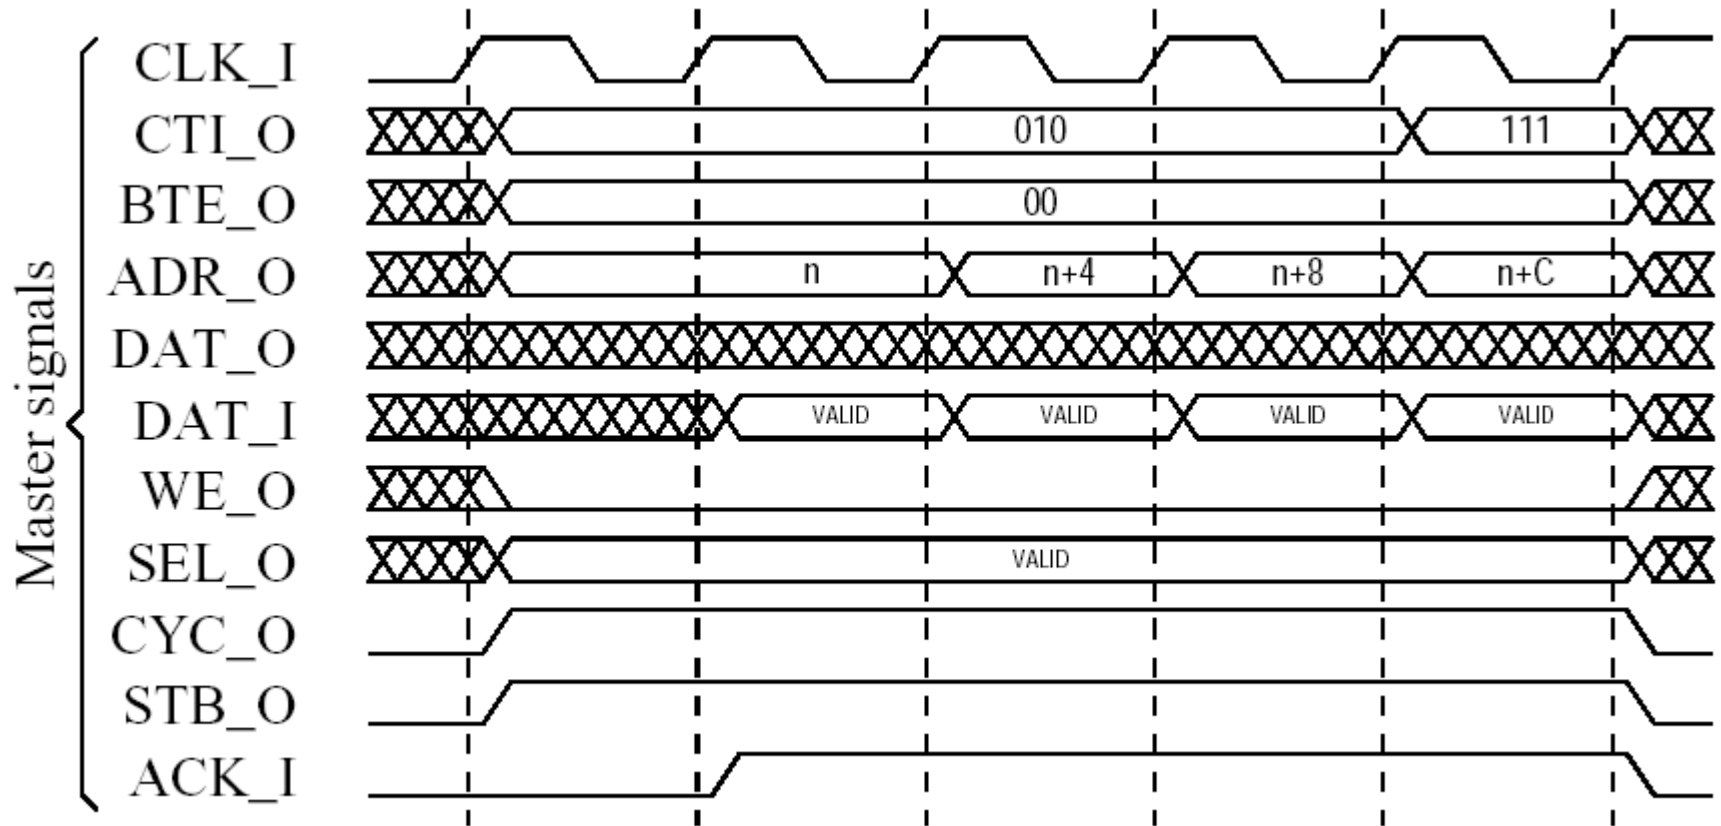 Master signals
CLK_I
CTI_O 010 111
BTE_O 00
ADR_O n n+4 n+8 n+C
DAT_O
DAT_I VALID VALID VALID VALID
WE_O
SEL_O VALID
CYC_O
STB_O
ACK_I